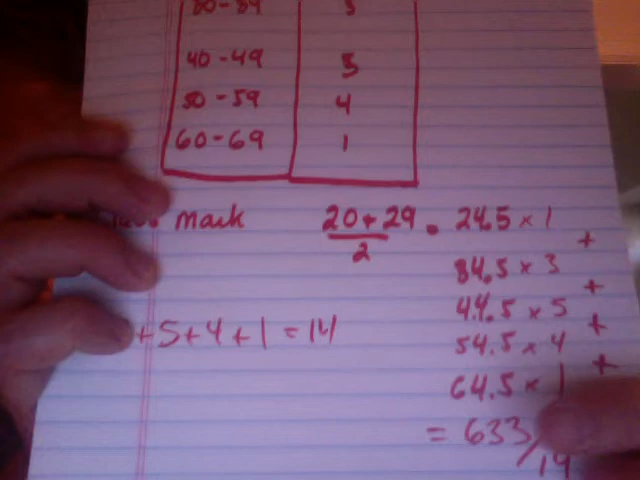 40-49 5
50-59 4
60-69 1
mark
20+29 = 24.5 x 1
2
+
34.5 x 3
+
44.5 x 5
+
54.5 x 4
+
64.5 x 1
+5+4+1=14
= 633/14